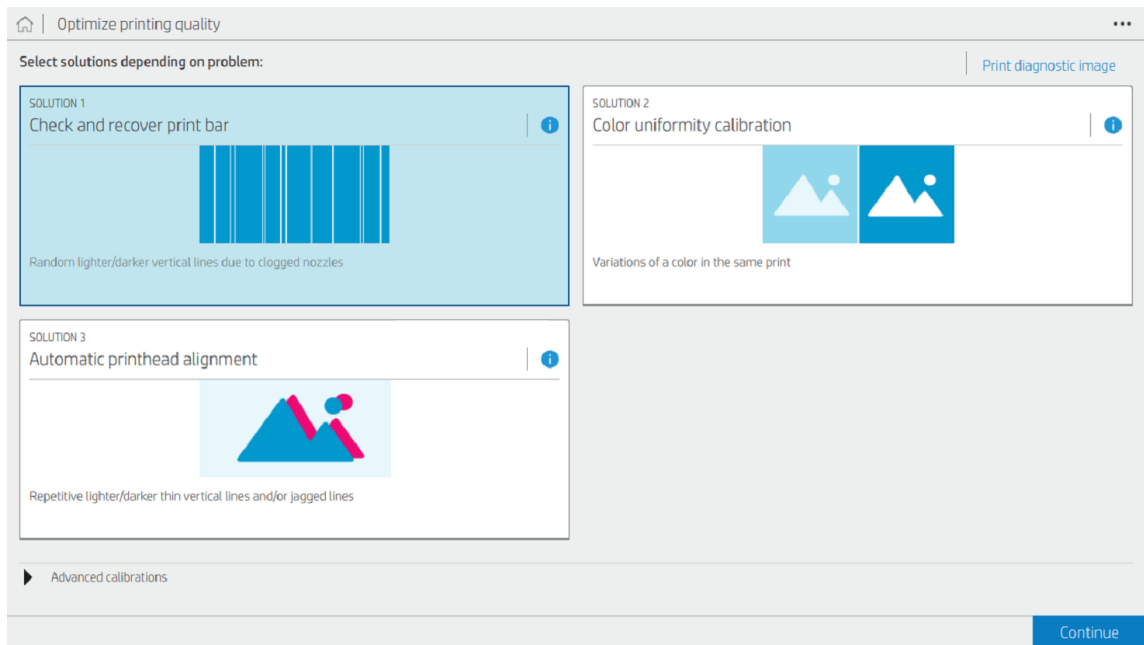 Optimize printing quality
Select solutions depending on problem:
Print diagnostic image
SOLUTION 1
Check and recover print bar
Random lighter/darker vertical lines due to clogged nozzles
SOLUTION 2
Color uniformity calibration
Variations of a color in the same print
SOLUTION 3
Automatic printhead alignment
Repetitive lighter/darker thin vertical lines and/or jagged lines
Advanced calibrations
Continue